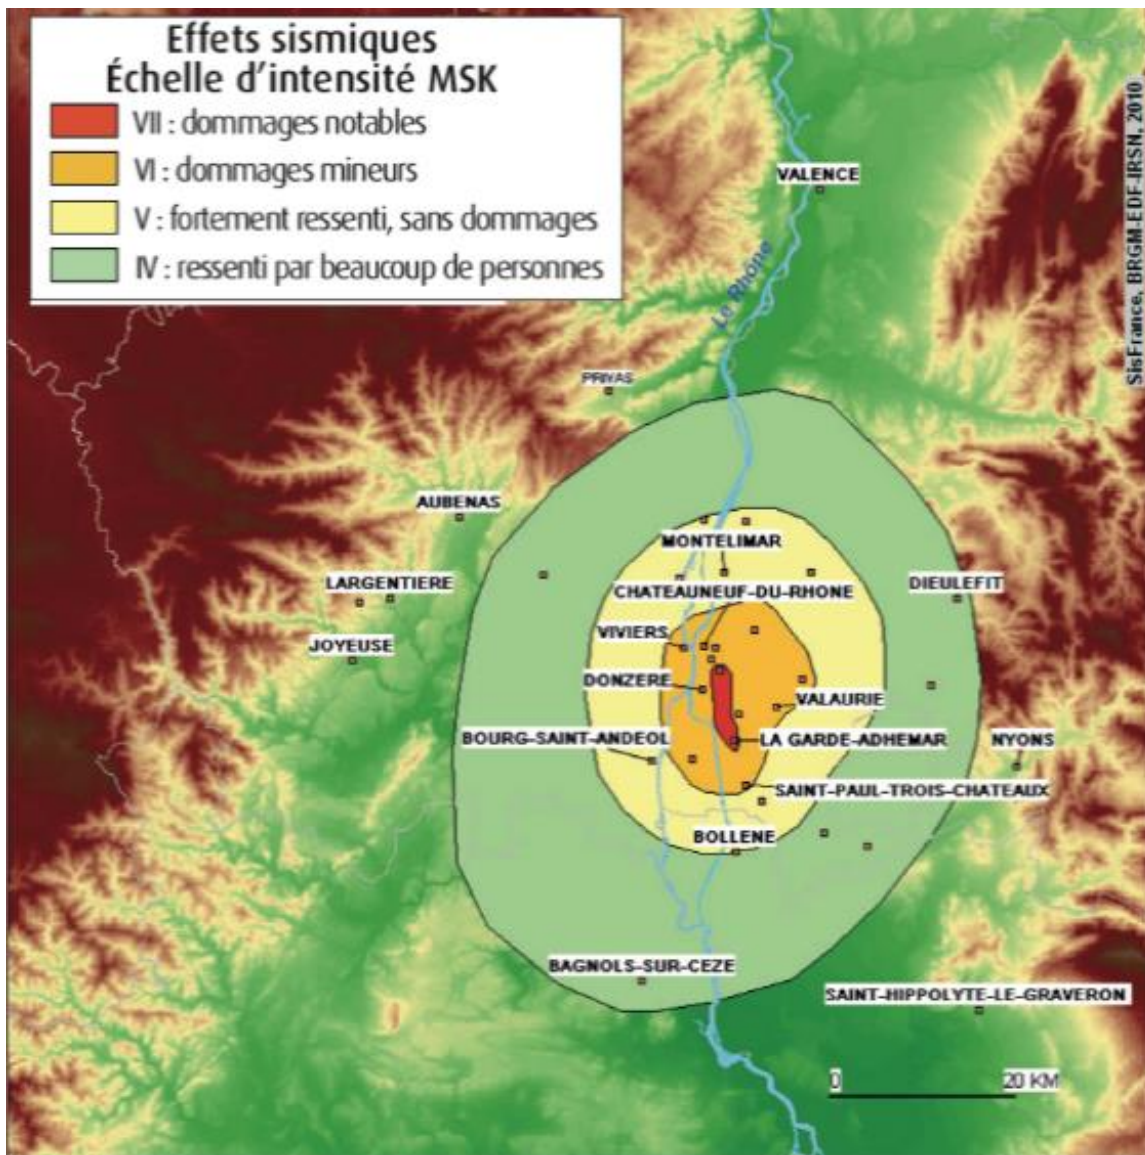 Effets sismiques
Échelle d'intensité MSK
VII : dommages notables
VI : dommages mineurs
V : fortement ressenti, sans dommages
IV : ressenti par beaucoup de personnes
SisFrance, BRGM-EDF-IRSN, 2010
VALENCE
Le Rhône
PRIVAS
AUBENAS
MONTELIMAR
LARGENTIERE
CHATEAUNEUF-DU-RHONE
DIEULEFIT
VIVIERS
JOYEUSE
DONZERE
VALAURIE
BOURG-SAINT-ANDEOL
LA GARDE-ADHEMAR
NYONS
SAINT-PAUL-TROIS-CHATEAUX
BOLLENE
BAGNOLS-SUR-CEZE
SAINT-HIPPOLYTE-LE-GRAVERON
0 20 KM